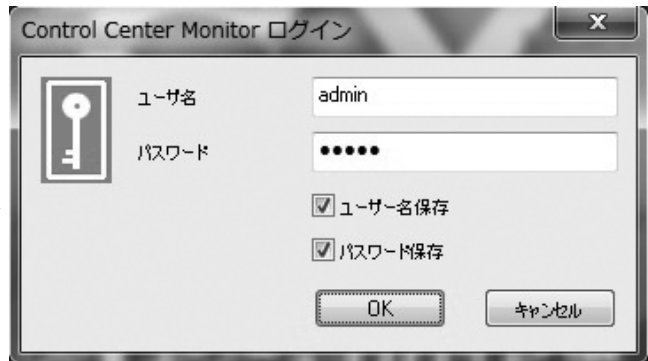 Control Center Monitor ログイン
ユーザ名
admin
パスワード
●●●●●
ユーザー名保存
パスワード保存
OK
キャンセル